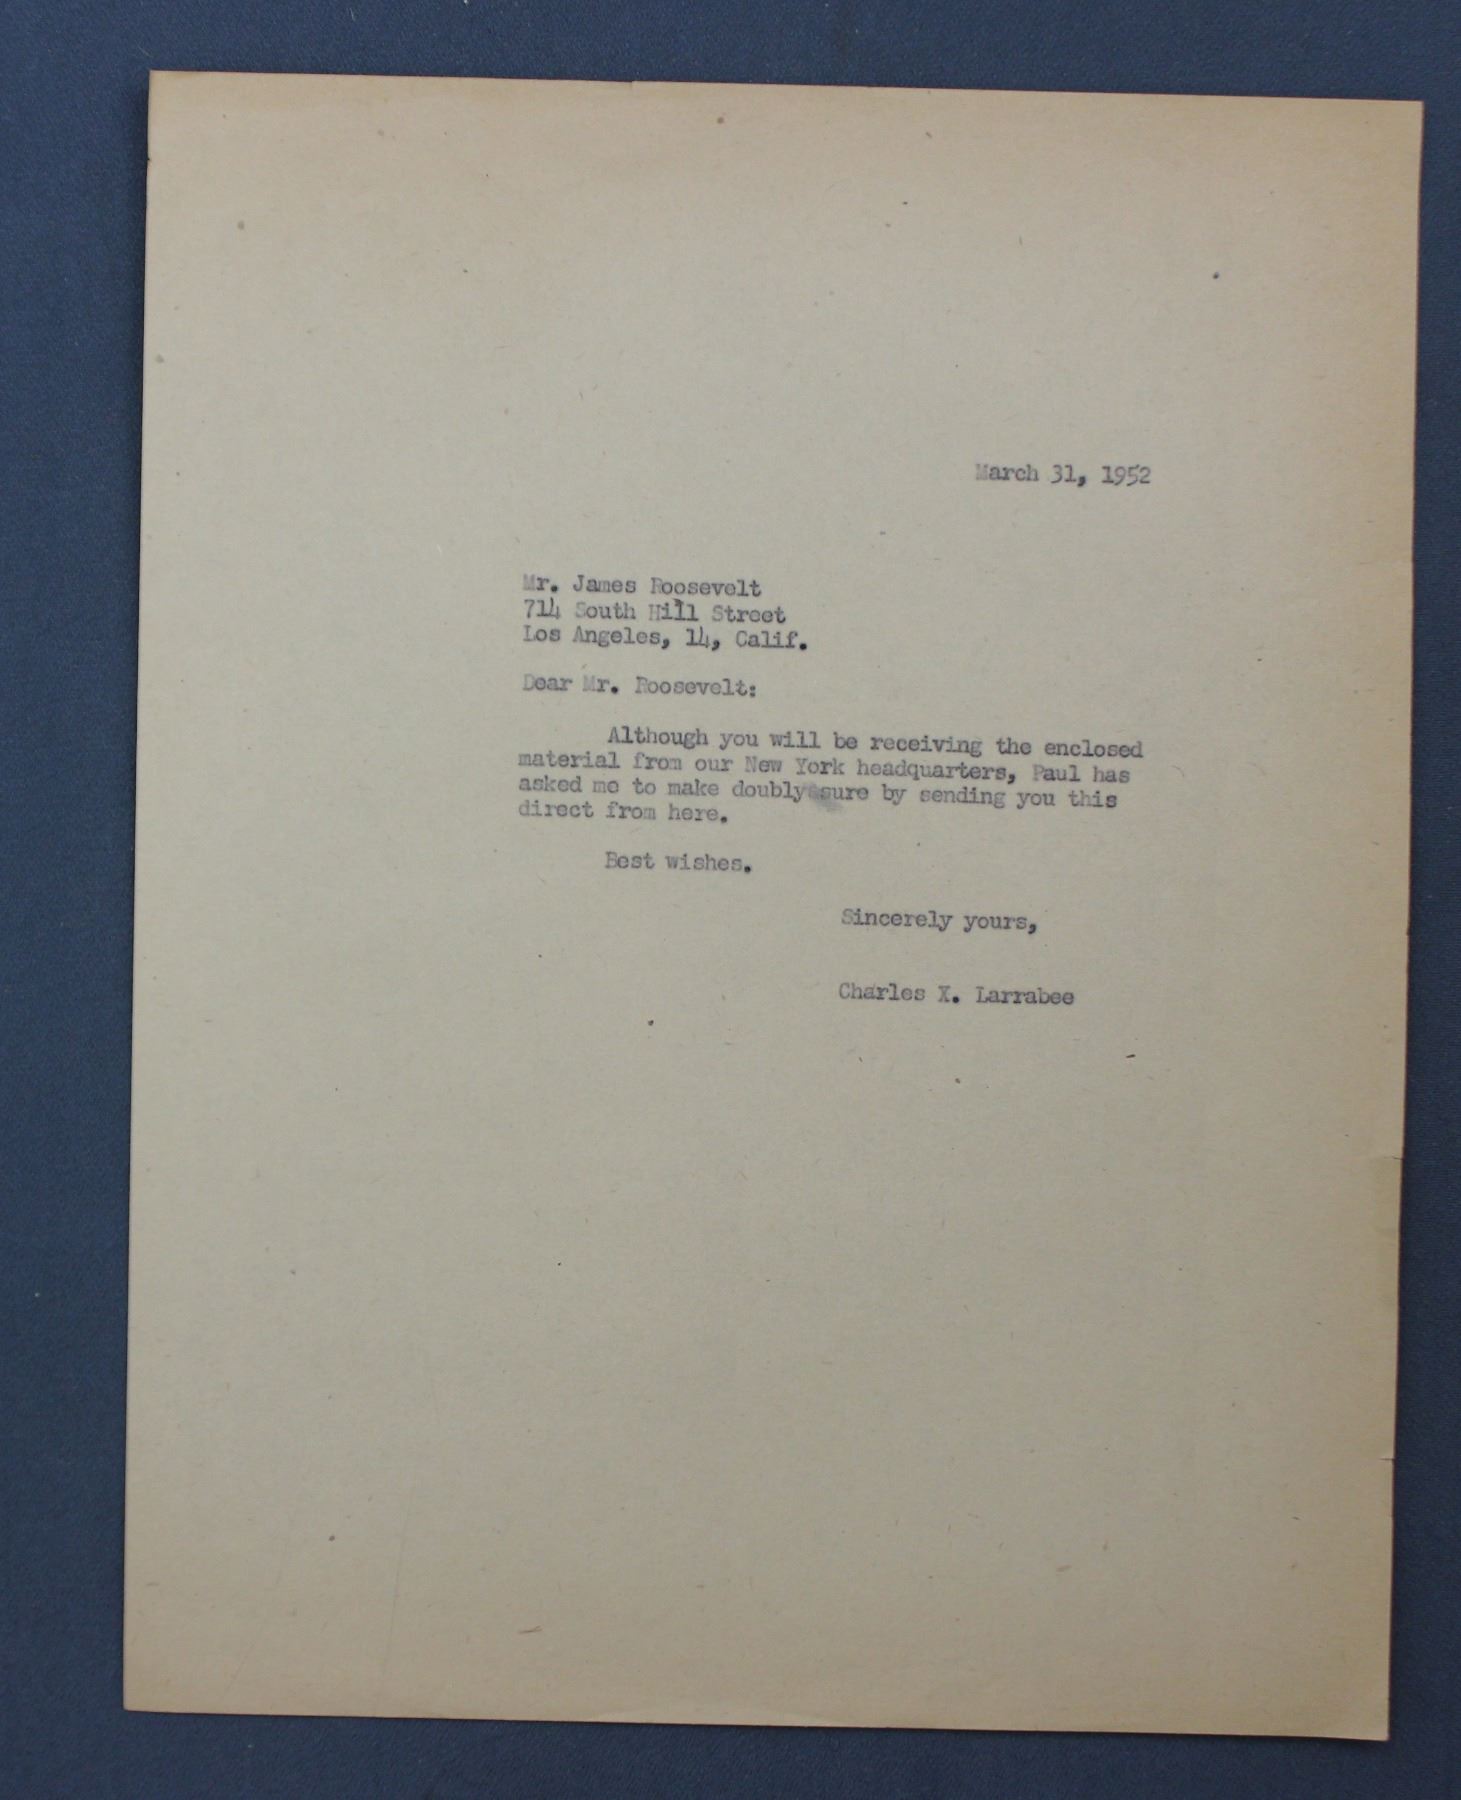 March 31, 1952
Mr. James Roosevelt
714 South Hill Street
Los Angeles, 14, Calif.
Dear Mr. Roosevelt:
Although you will be receiving the enclosed
material from our New York headquarters, Paul has
asked me to make doubly sure by sending you this
direct from here.
Best wishes.
Sincerely yours,
Charles X. Larrabee